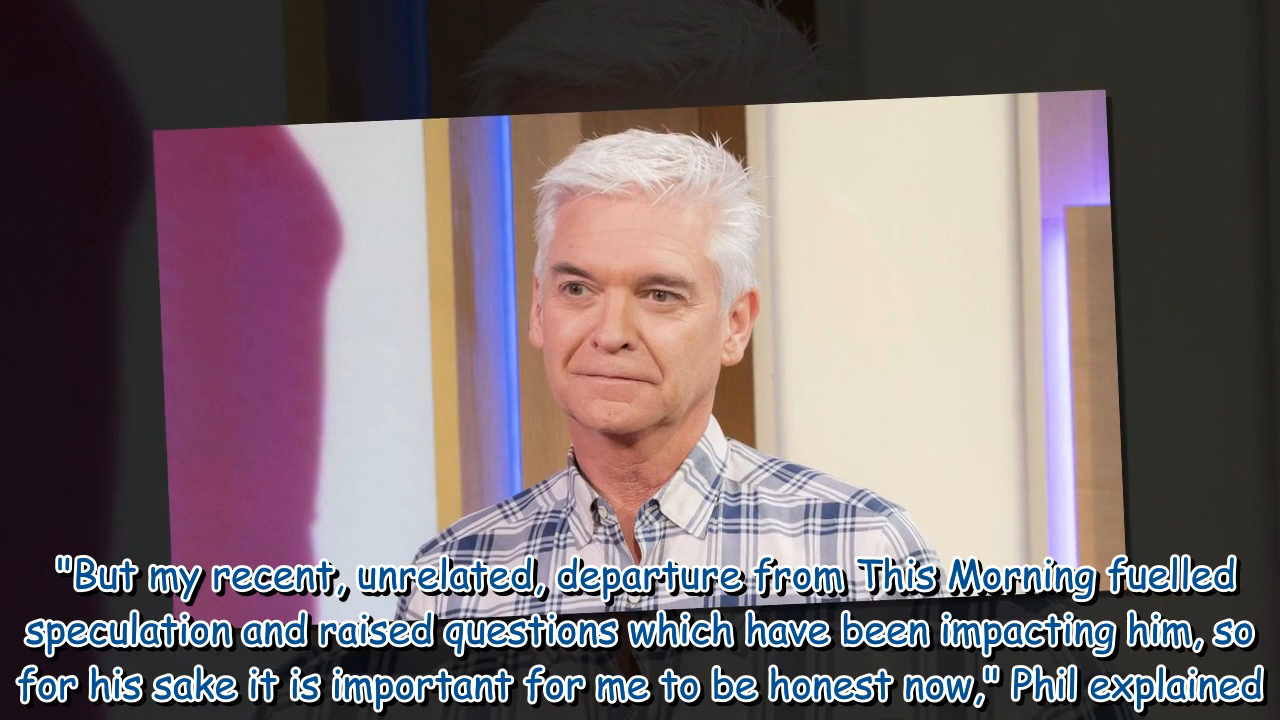 "But my recent, unrelated, departure from This Morning fuelled
speculation and raised questions which have been impacting him, so
for his sake it is important for me to be honest now," Phil explained